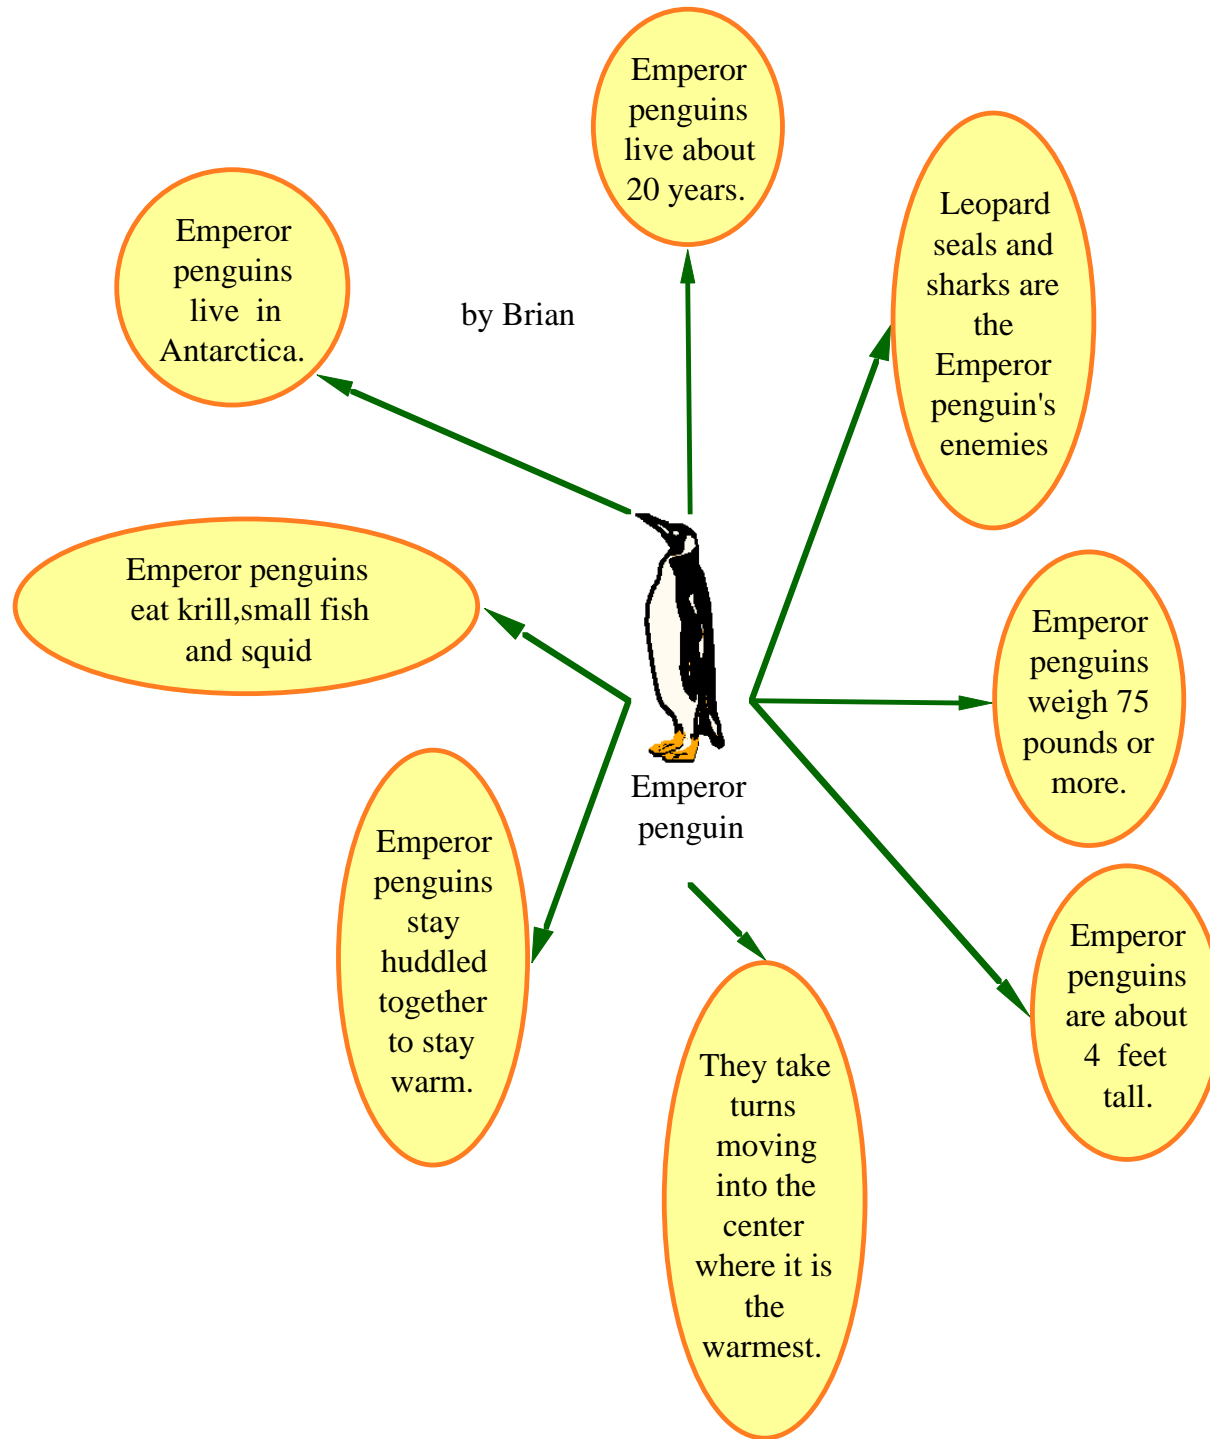 Emperor
penguins
live about
20 years.
Leopard
seals and
sharks are
the
Emperor
penguin's
enemies
Emperor
penguins
live  in
Antarctica.
by Brian
Emperor penguins
eat krill,small fish
and squid
Emperor
penguins
weigh 75
pounds or
more.
Emperor
penguin
Emperor
penguins
stay
huddled
together
to stay
warm.
Emperor
penguins
are about
4  feet
tall.
They take
turns
moving
into the
center
where it is
the
warmest.